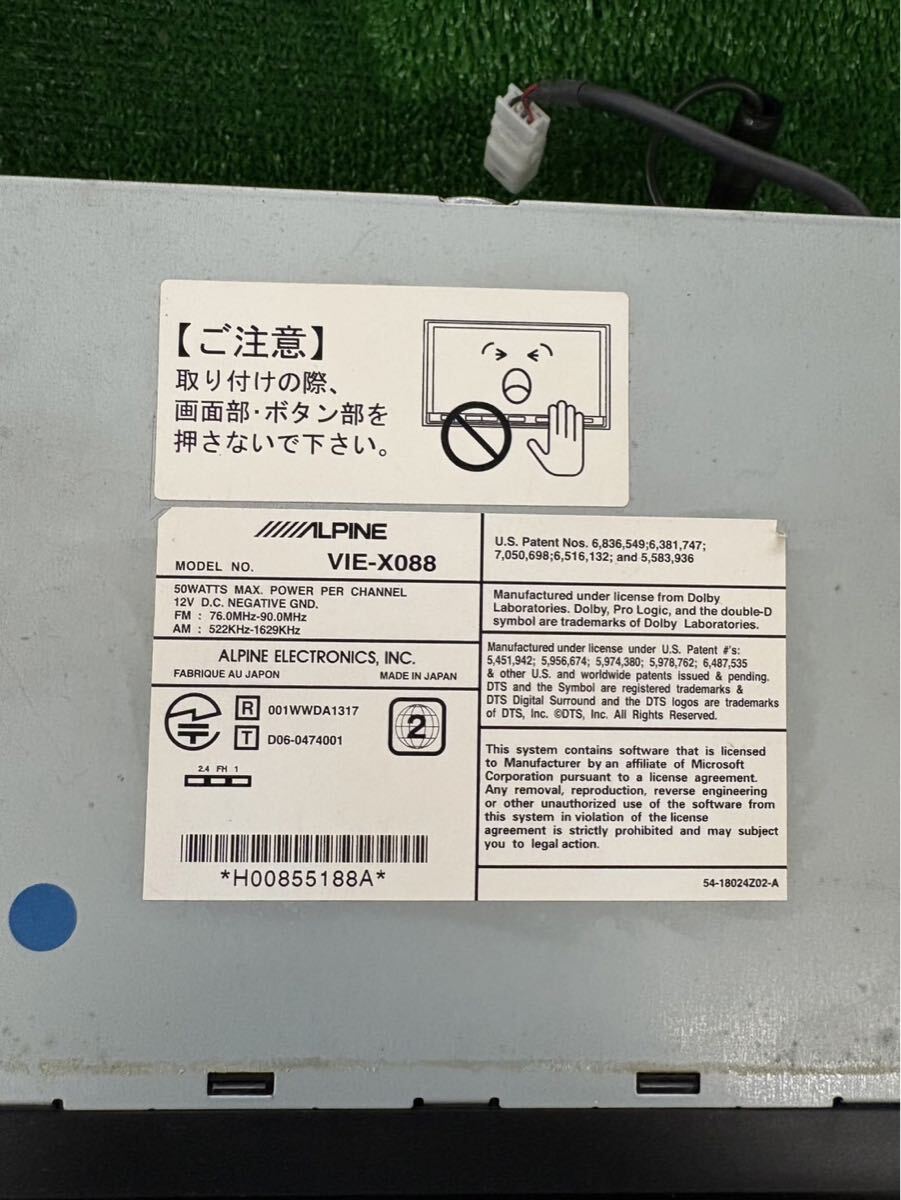 【ご注意】
取り付けの際、
画面部・ボタン部を
押さないで下さい。
ALPINE
MODEL NO. VIE-X088
50WATTS MAX. POWER PER CHANNEL
12V D.C. NEGATIVE GND.
FM : 76.0MHz-90.0MHz
AM : 522KHz-1629KHz
ALPINE ELECTRONICS, INC.
FABRIQUE AU JAPON MADE IN JAPAN
R 001WWDA1317
T D06-0474001
2
2.4 FH 1
*H00855188A*
U.S. Patent Nos. 6,836,549;6,381,747;
7,050,698;6,516,132; and 5,583,936
Manufactured under license from Dolby
Laboratories. Dolby, Pro Logic, and the double-D
symbol are trademarks of Dolby Laboratories.
Manufactured under license under U.S. Patent #'s:
5,451,942; 5,956,674; 5,974,380; 5,978,762; 6,487,535
& other U.S. and worldwide patents issued & pending.
DTS and the Symbol are registered trademarks &
DTS Digital Surround and the DTS logos are trademarks
of DTS, Inc. ©DTS, Inc. All Rights Reserved.
This system contains software that is licensed
to Manufacturer by an affiliate of Microsoft
Corporation pursuant to a license agreement.
Any removal, reproduction, reverse engineering
or other unauthorized use of the software from
this system in violation of the license
agreement is strictly prohibited and may subject
you to legal action.
54-18024Z02-A